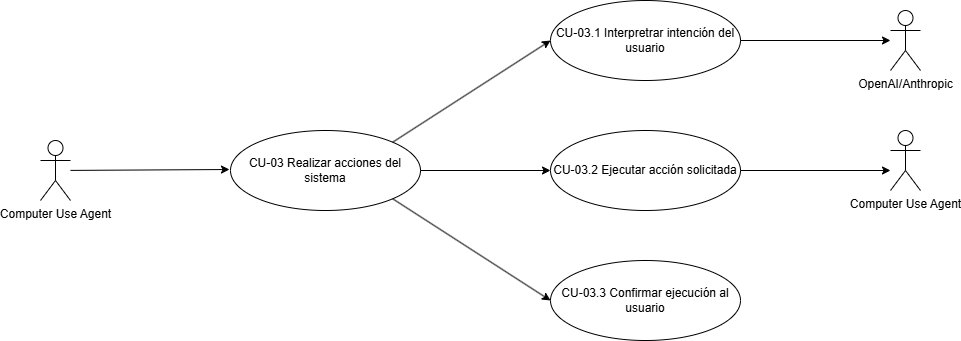 CU-03.1 Interpretrar intención del
usuario
OpenAI/Anthropic
CU-03 Realizar acciones del
sistema
Computer Use Agent
CU-03.2 Ejecutar acción solicitada
Computer Use Agent
CU-03.3 Confirmar ejecución al
usuario